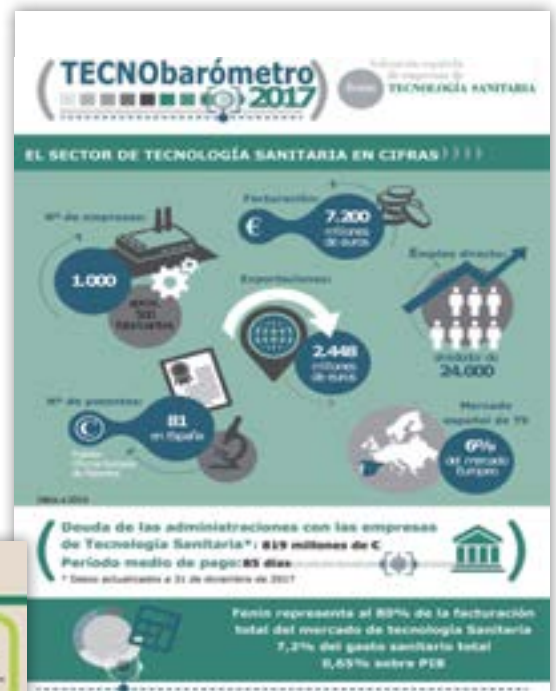 TECNObarómetro
2017
Federación española
de empresas de
TECNOLOGÍA SANITARIA
fenin
EL SECTOR DE TECNOLOGÍA SANITARIA EN CIFRAS
Nº de empresas:
1.000
Facturación:
€
7.200
millones
de euros
Empleo directo:
alrededor de
24.000
Exportaciones:
2.448
millones
de euros
Nº de patentes:
81
en España
Mercado
español de TS
6%
del mercado
Europeo
Deuda de las administraciones con las empresas
de Tecnología Sanitaria*: 819 millones de €
Período medio de pago: 85 días
* Datos actualizados a 31 de diciembre de 2017
Fenin representa al 80% de la facturación
total del mercado de tecnología Sanitaria
7,2% del gasto sanitario total
0,65% sobre PIB